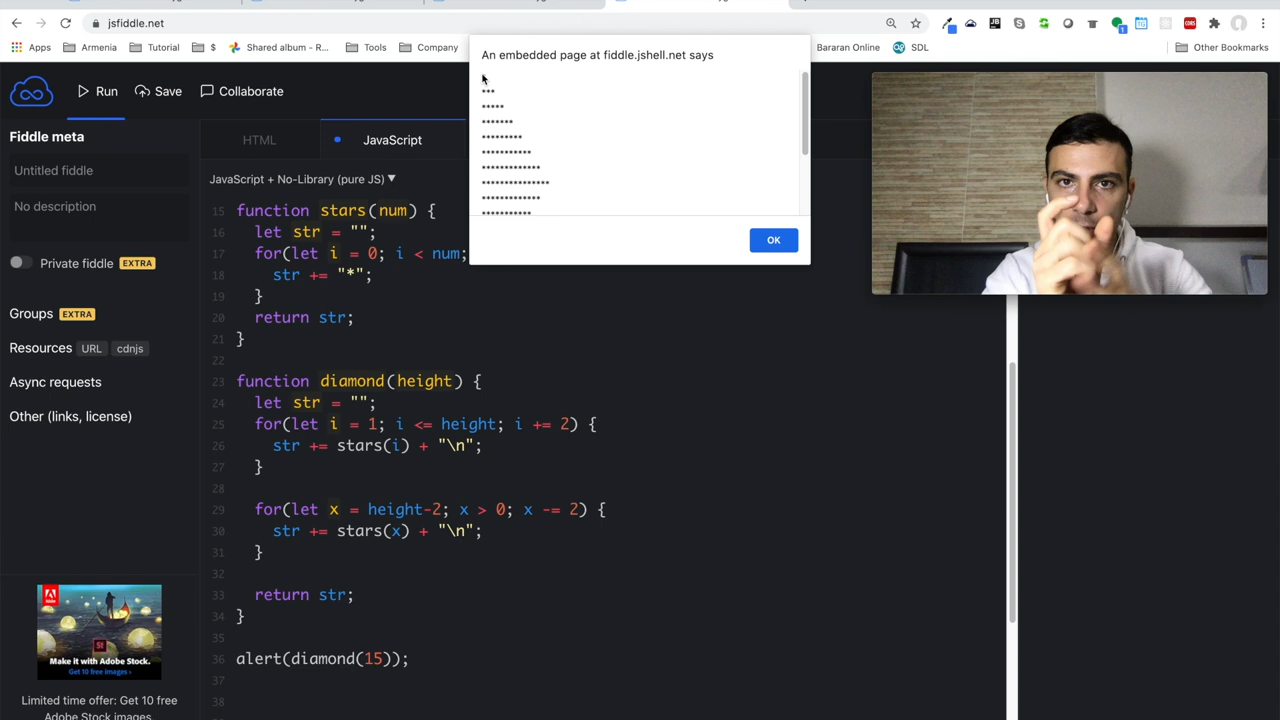 jsfiddle.net
Apps Armenia Tutorial $ Shared album - R... Tools Company Bararan Online SDL Other Bookmarks
An embedded page at fiddle.jshell.net says
***
*****
*******
*********
***********
*************
***************
*************
***********
OK
Run Save Collaborate
Fiddle meta
Untitled fiddle
No description
Private fiddle EXTRA
Groups EXTRA
Resources URL cdnjs
Async requests
Other (links, license)
Make it with Adobe Stock.
Get 10 free images ›
Limited time offer: Get 10 free
Adobe Stock images
HTML JavaScript
JavaScript + No-Library (pure JS) ▼
15 function stars(num) {
16 let str = "";
17 for(let i = 0; i < num;
18 str += "*";
19 }
20 return str;
21 }
22
23 function diamond(height) {
24 let str = "";
25 for(let i = 1; i <= height; i += 2) {
26 str += stars(i) + "\n";
27 }
28
29 for(let x = height-2; x > 0; x -= 2) {
30 str += stars(x) + "\n";
31 }
32
33 return str;
34 }
35
36 alert(diamond(15));
37
38